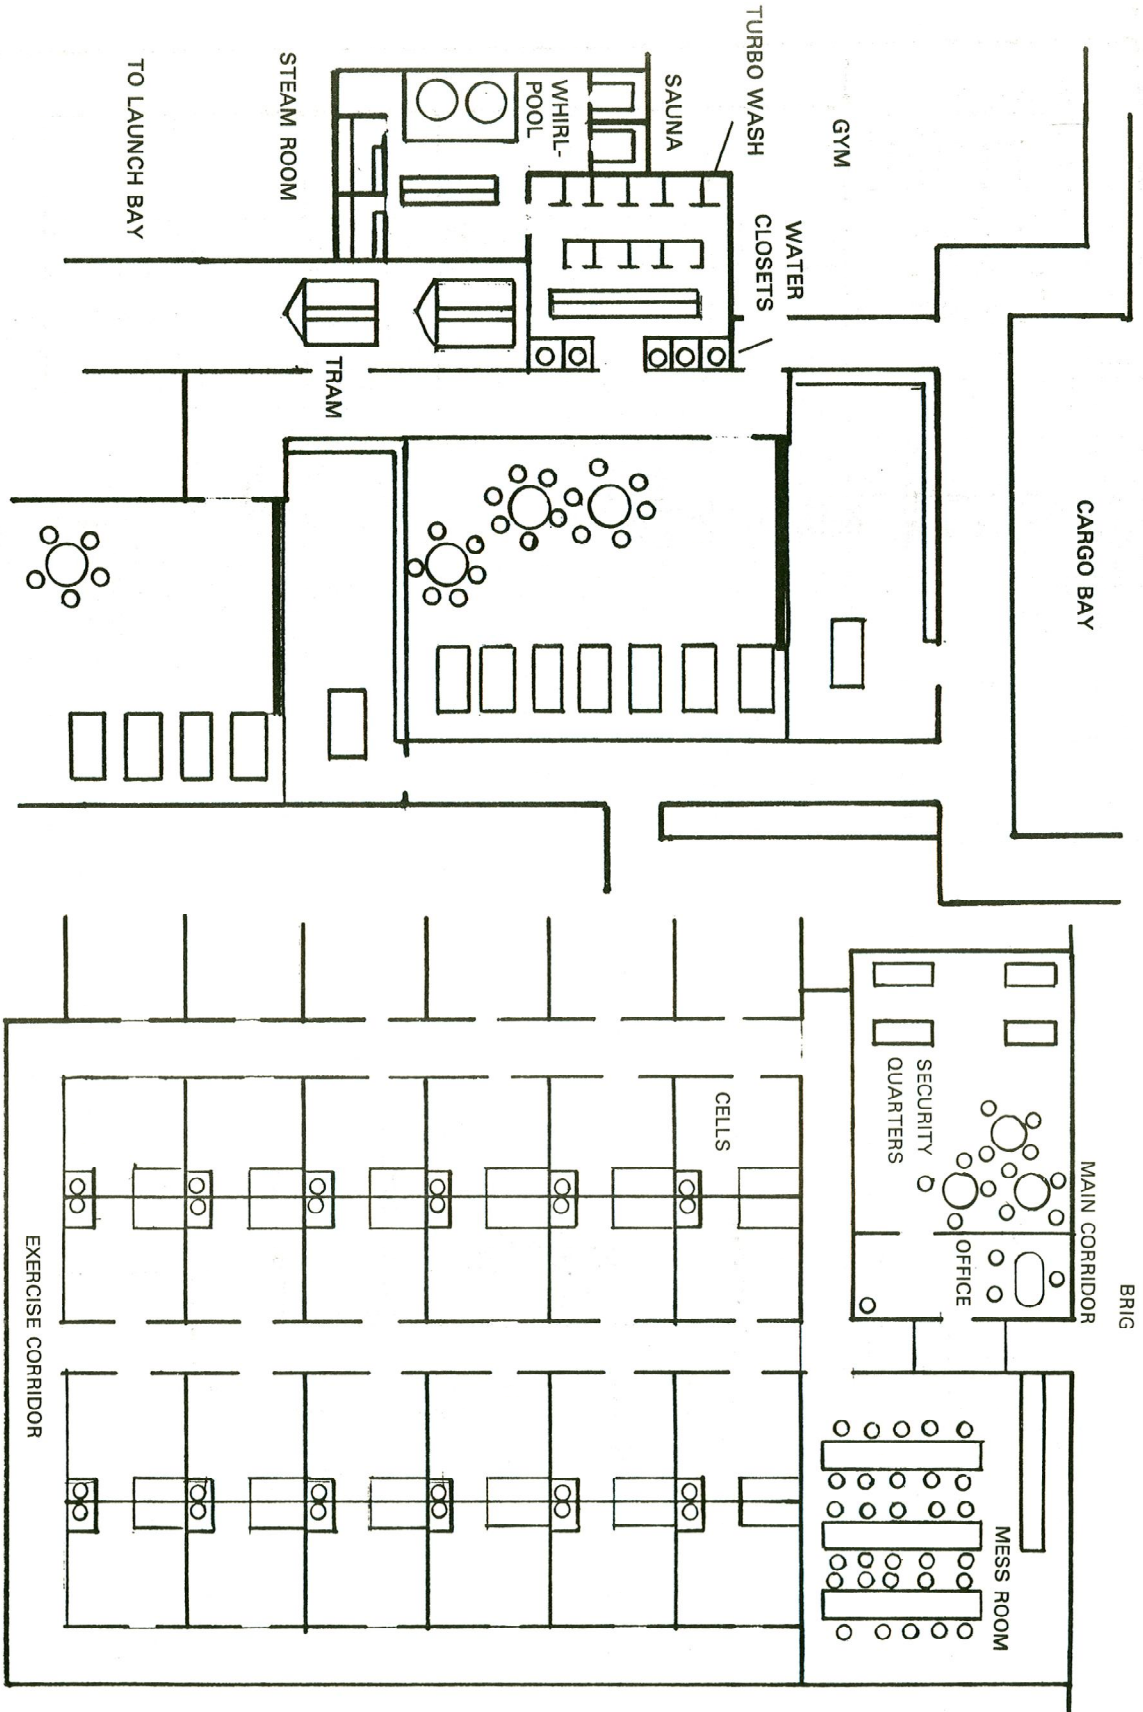 TURBO WASH
GYM
SAUNA
WHIRL-
POOL
STEAM ROOM
TO LAUNCH BAY
WATER
CLOSETS
TRAM
CARGO BAY
BRIG
MAIN CORRIDOR
SECURITY
QUARTERS
OFFICE
CELLS
MESS ROOM
EXERCISE CORRIDOR